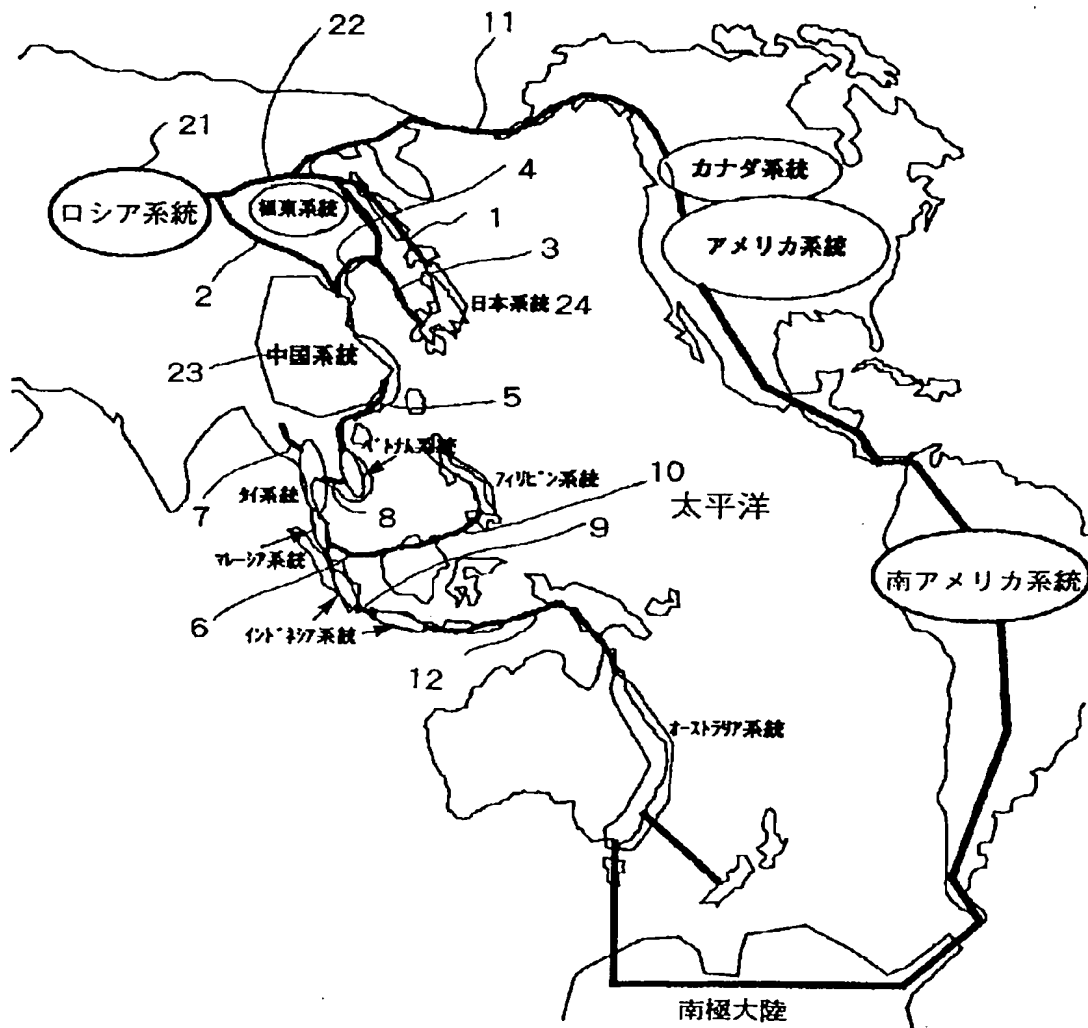 22
11
21
ロシア系統
極東系統
4
1
カナダ系統
アメリカ系統
2
3
日本系統 24
中国系統
23
5
ベトナム系統
フィリピン系統
10
太平洋
7
タイ系統
8
9
マレーシア系統
南アメリカ系統
6
インドネシア系統
12
オーストラリア系統
南極大陸